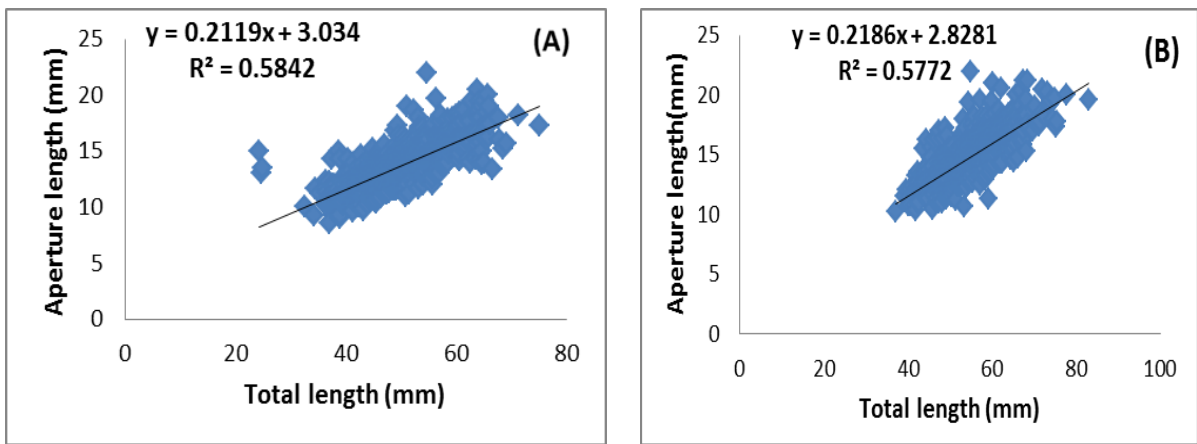 y = 0.2119x + 3.034
R² = 0.5842
(A)
Aperture length (mm)
25
20
15
10
5
0
0 20 40 60 80
Total length (mm)
y = 0.2186x + 2.8281
R² = 0.5772
(B)
Aperture length(mm)
25
20
15
10
5
0
0 20 40 60 80 100
Total length (mm)